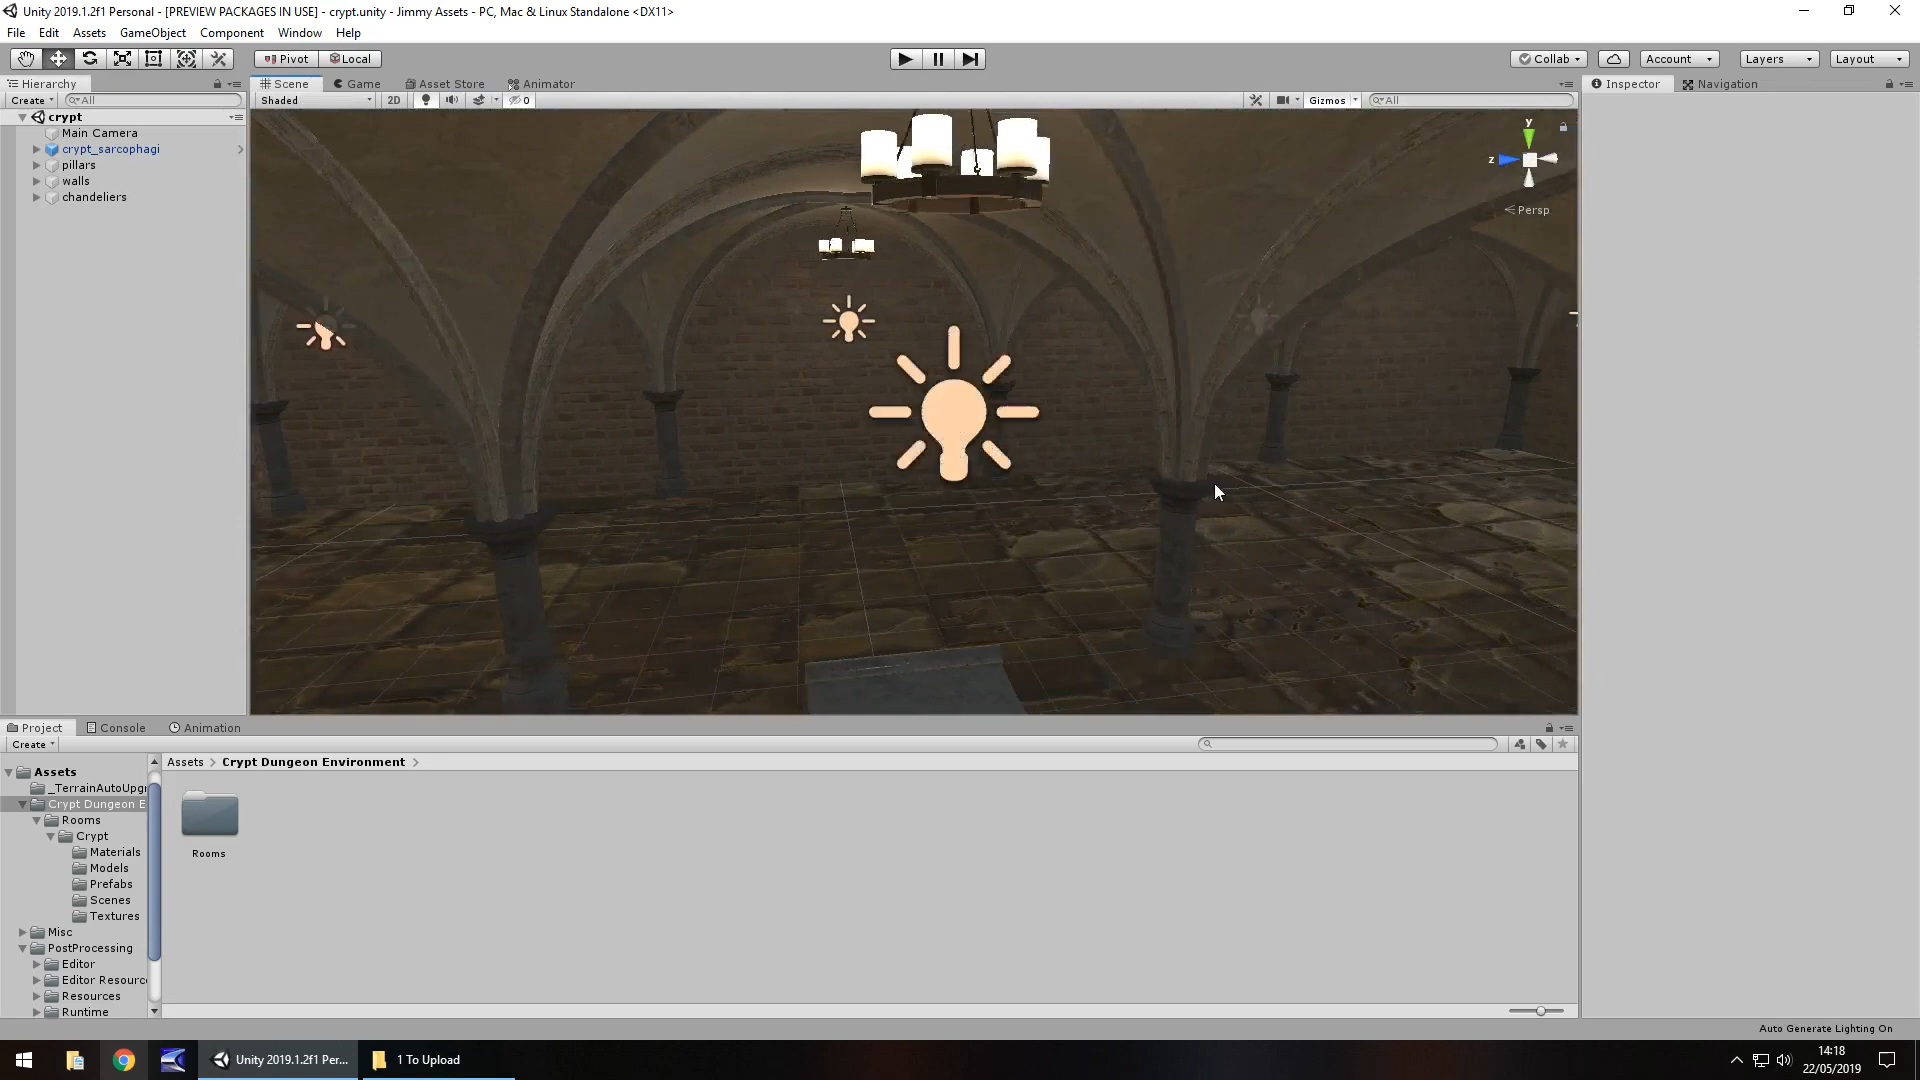 Unity 2019.1.2f1 Personal - [PREVIEW PACKAGES IN USE] - crypt.unity - Jimmy Assets - PC, Mac & Linux Standalone <DX11>
File Edit Assets GameObject Component Window Help
Pivot Local Collab Account Layers Layout
Hierarchy Scene Game Asset Store Animator Inspector Navigation
Create All Shaded 2D 0 Gizmos All
crypt
Main Camera
crypt_sarcophagi
pillars
walls
chandeliers
y
z
Persp
Project Console Animation
Create
Assets > Crypt Dungeon Environment >
Assets
_TerrainAutoUpgr
Crypt Dungeon E
Rooms
Crypt
Materials
Models
Prefabs
Scenes
Textures
Misc
PostProcessing
Editor
Editor Resourc
Resources
Runtime
Rooms
Auto Generate Lighting On
Unity 2019.1.2f1 Per... 1 To Upload
14:18
22/05/2019